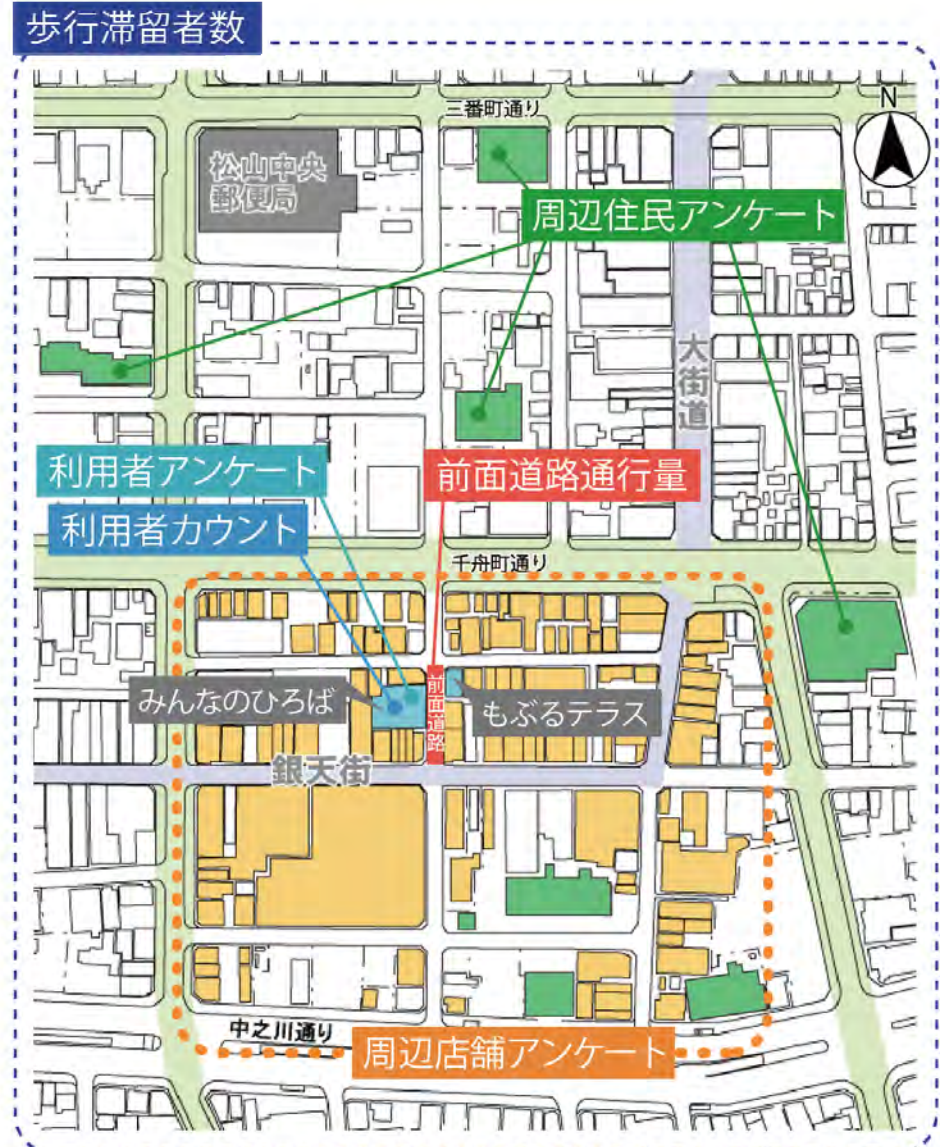 歩行滞留者数
三番町通り
N
松山中央
郵便局
周辺住民アンケート
大街道
利用者アンケート
前面道路通行量
利用者カウント
千舟町通り
みんなのひろば
前面道路
もぶるテラス
銀天街
中之川通り
周辺店舗アンケート